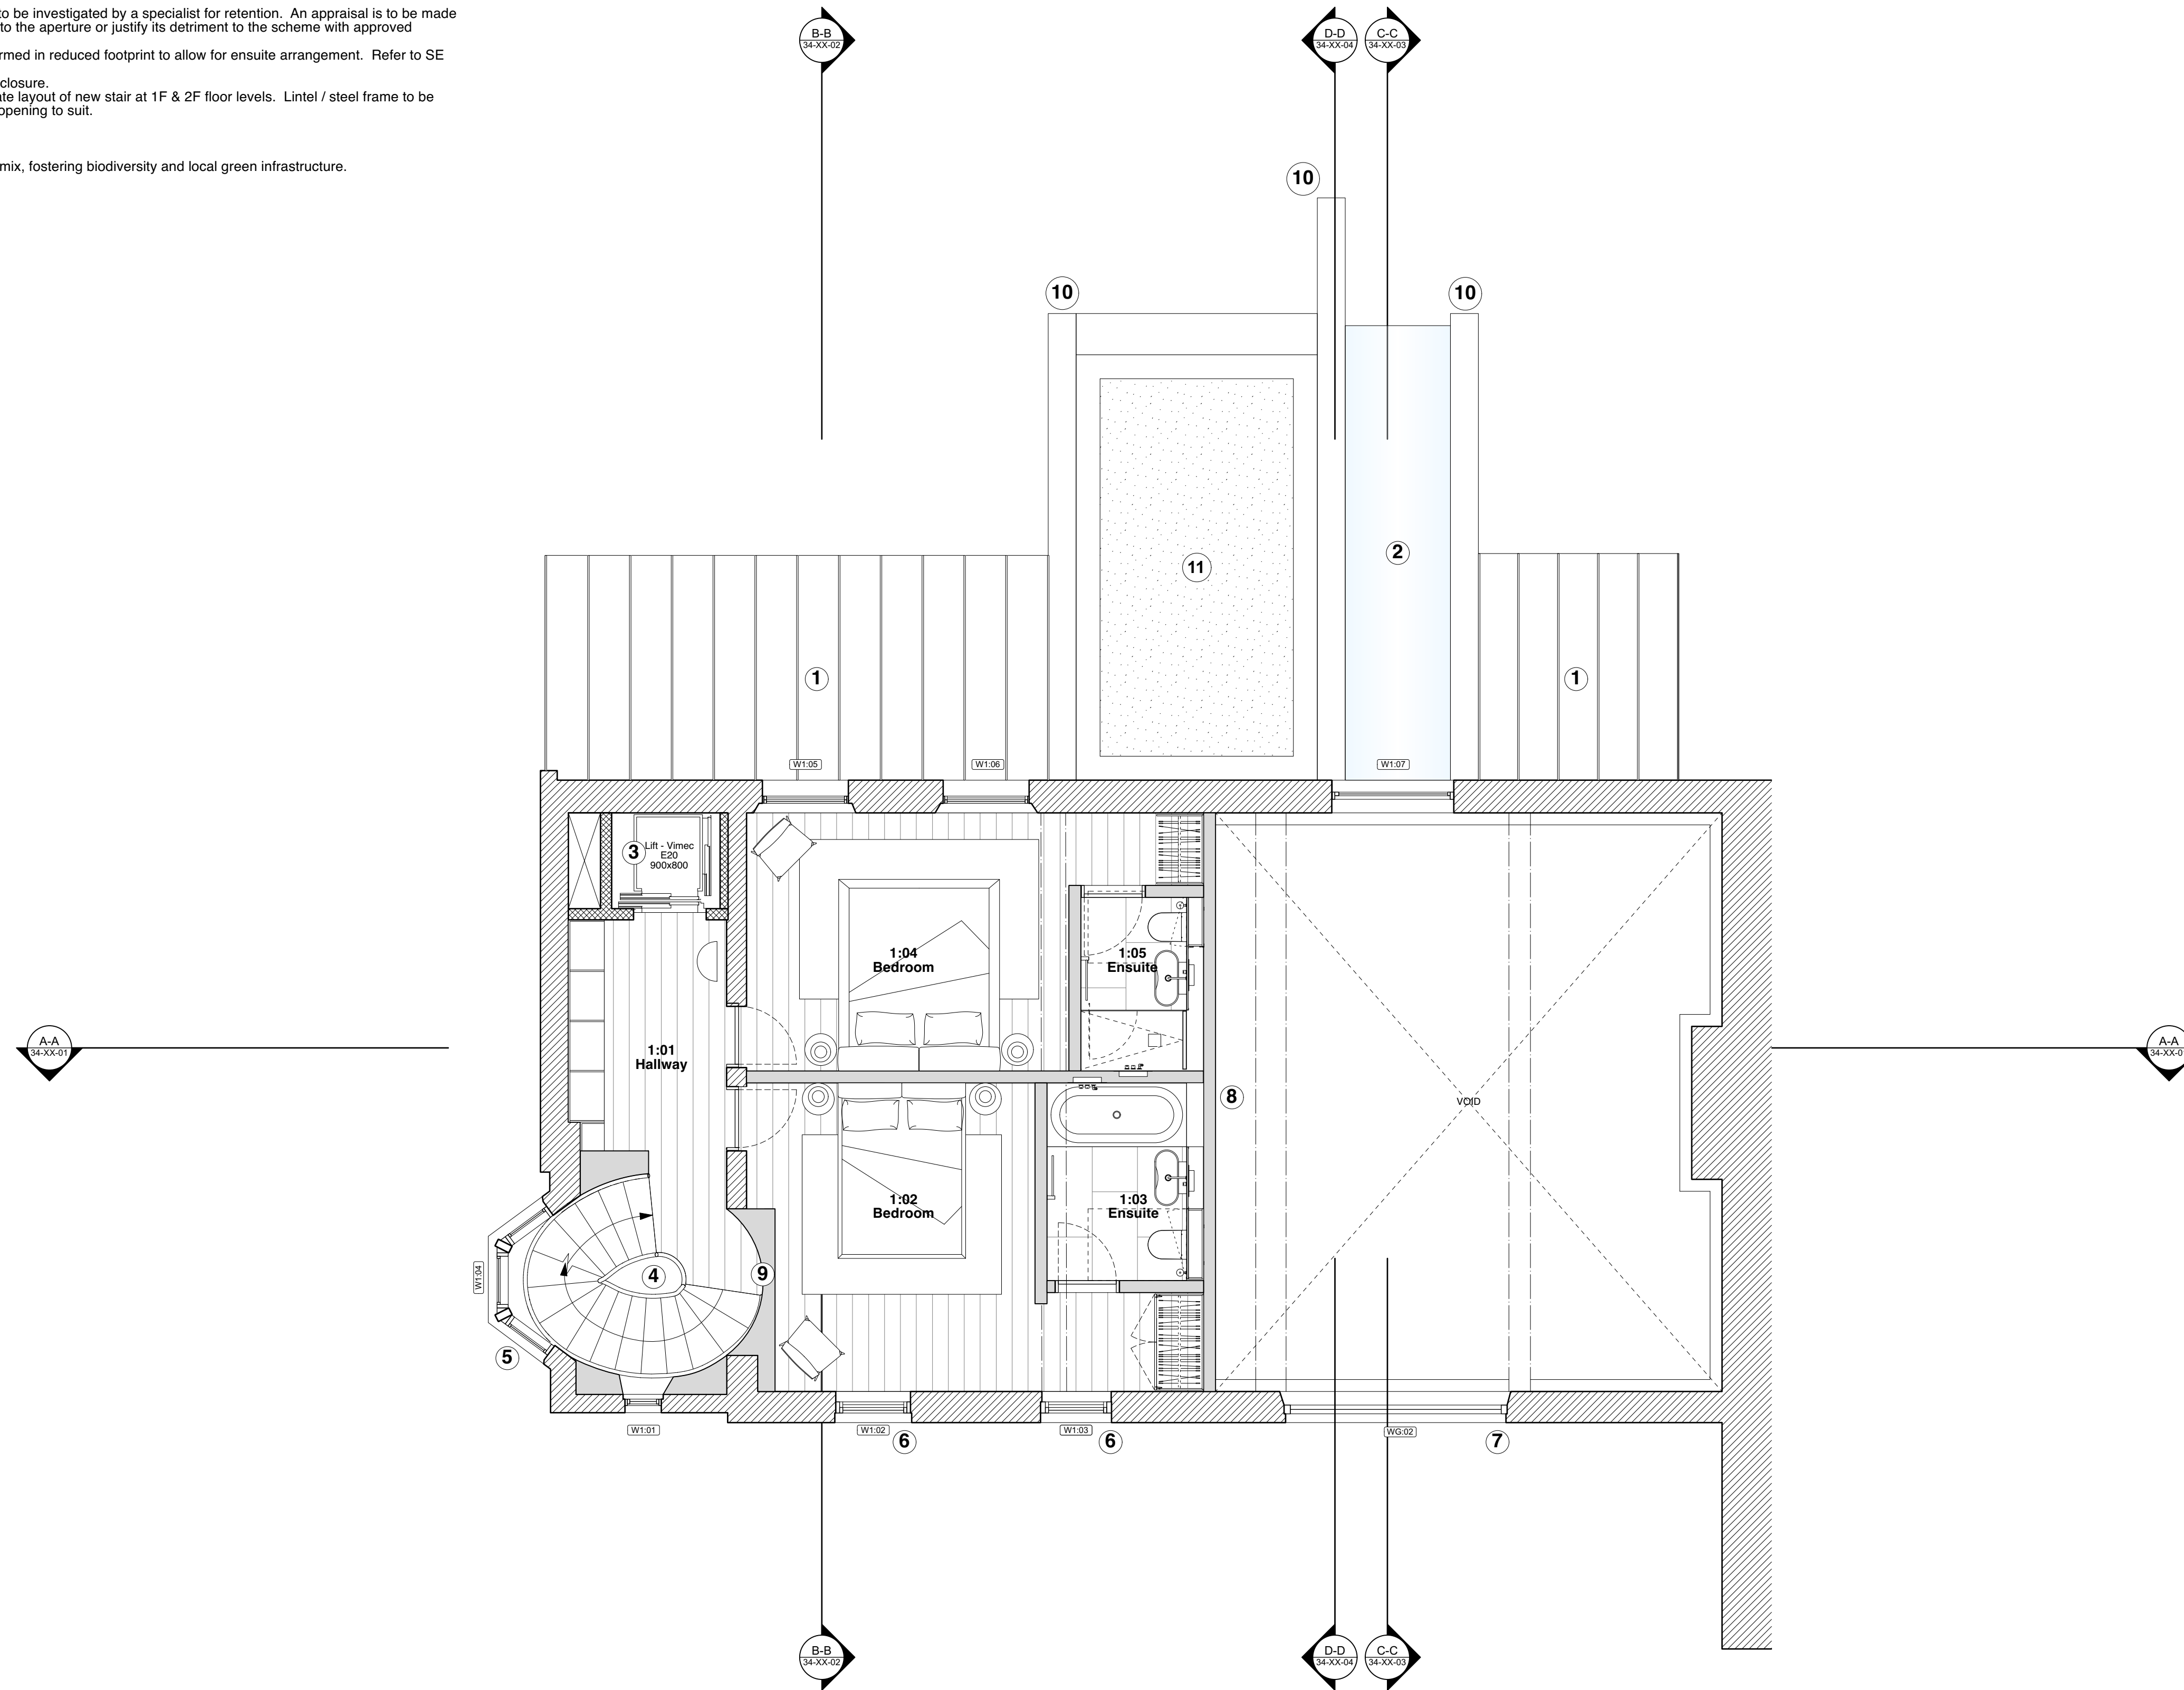 to be investigated by a specialist for retention.  An appraisal is to be made
to the aperture or justify its detriment to the scheme with approved
rmed in reduced footprint to allow for ensuite arrangement.  Refer to SE
closure.
ate layout of new stair at 1F & 2F floor levels.  Lintel / steel frame to be
opening to suit.
mix, fostering biodiversity and local green infrastructure.
B-B
34-XX-02
D-D
34-XX-04
C-C
34-XX-03
10
10
10
11
2
1
1
W1:05
W1:06
W1:07
3
Lift - Vimec
E20
900x800
1:04
Bedroom
1:05
Ensuite
A-A
34-XX-01
A-A
34-XX-0
1:01
Hallway
8
VOID
1:02
Bedroom
1:03
Ensuite
W1:04
4
9
5
W1:01
W1:02
6
W1:03
6
WG:02
7
B-B
34-XX-02
D-D
34-XX-04
C-C
34-XX-03